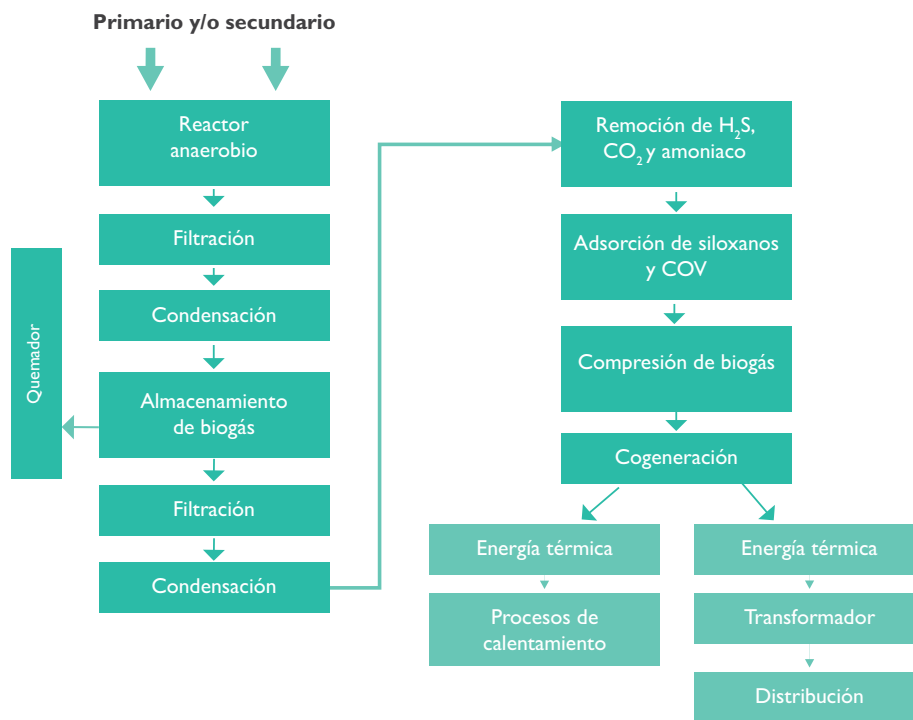 Primario y/o secundario
Reactor
anaerobio
Filtración
Condensación
Quemador
Almacenamiento
de biogás
Filtración
Condensación
Remoción de H₂S,
CO₂ y amoniaco
Adsorción de siloxanos
y COV
Compresión de biogás
Cogeneración
Energía térmica
Procesos de
calentamiento
Energía térmica
Transformador
Distribución